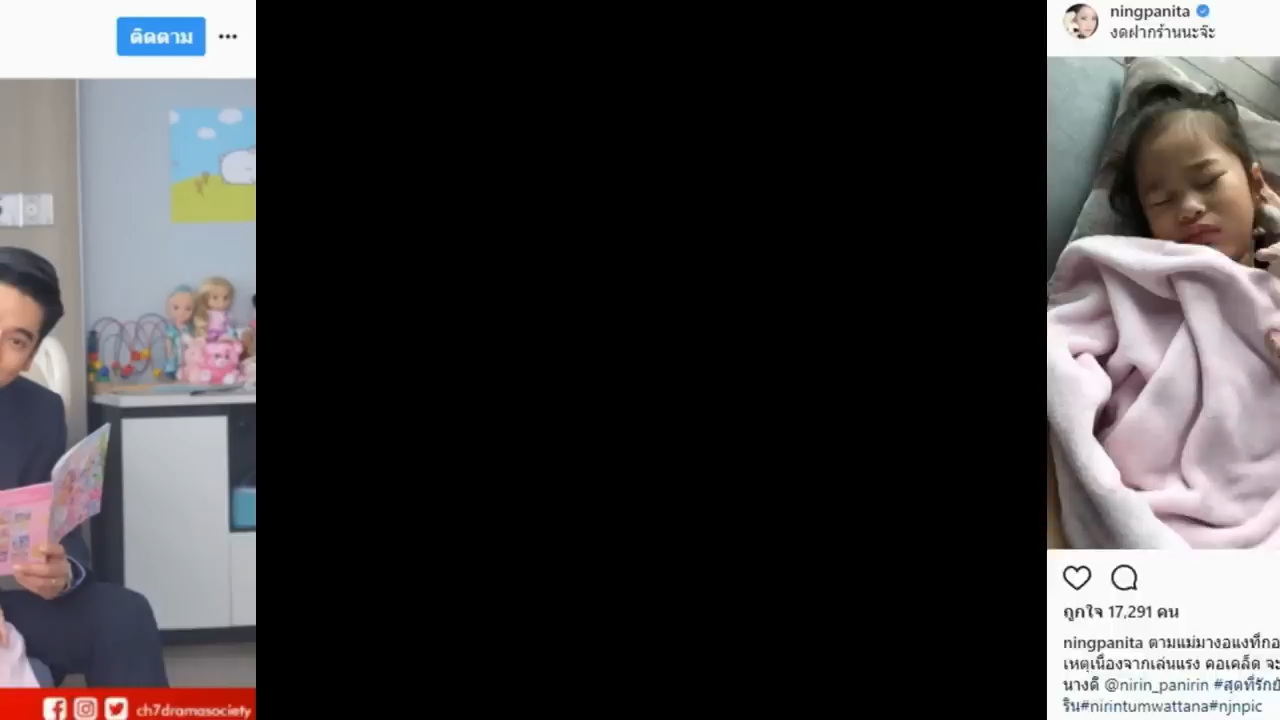 ติดตาม
ch7dramasociety
ningpanita
งดฝากร้านนะจ๊ะ
ถูกใจ 17,291 คน
ningpanita ตามแม่มางอแงที่กอ
เหตุเนื่องจากเล่นแรง คอเคล็ด จะ
นางดี @nirin_panirin #สุดที่รักย
ริน#nirintumwattana#njnpic